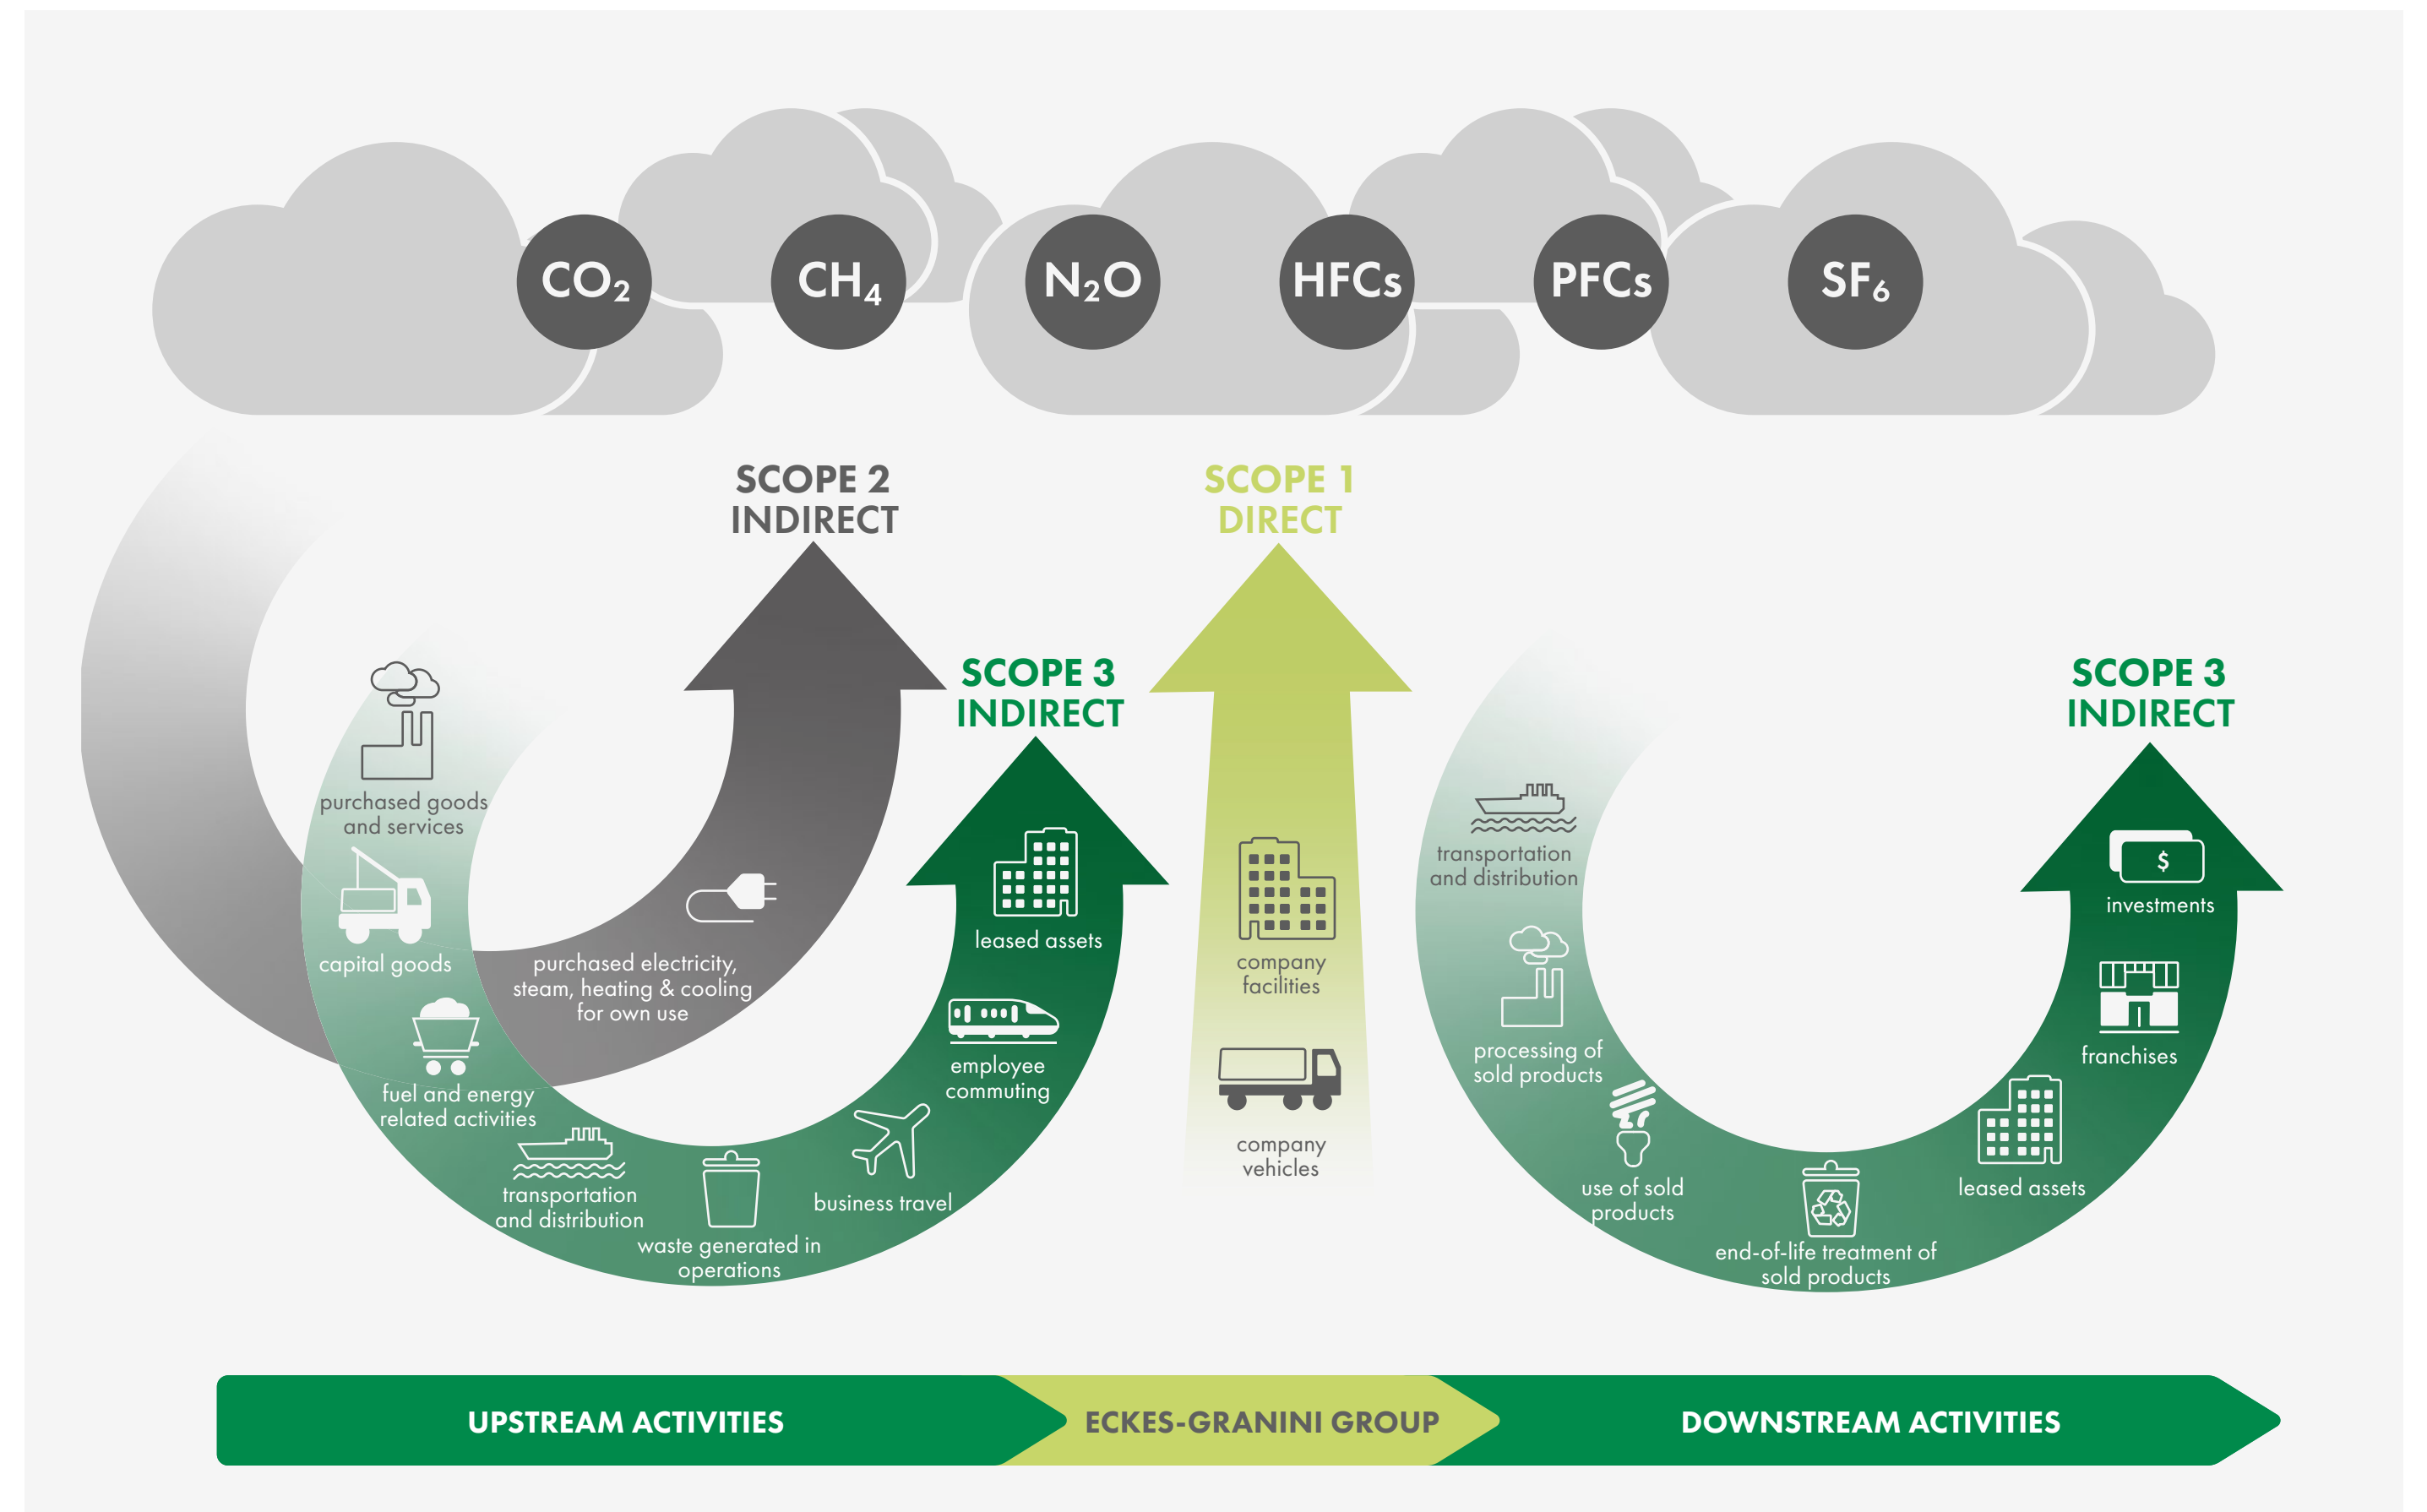 CO₂
CH₄
N₂O
HFCs
PFCs
SF₆
SCOPE 2
INDIRECT
SCOPE 1
DIRECT
SCOPE 3
INDIRECT
SCOPE 3
INDIRECT
purchased goods
and services
capital goods
fuel and energy
related activities
transportation
and distribution
waste generated in
operations
business travel
employee
commuting
leased assets
purchased electricity,
steam, heating & cooling
for own use
company
facilities
company
vehicles
transportation
and distribution
processing of
sold products
use of sold
products
end-of-life treatment of
sold products
leased assets
franchises
$
investments
UPSTREAM ACTIVITIES
ECKES-GRANINI GROUP
DOWNSTREAM ACTIVITIES